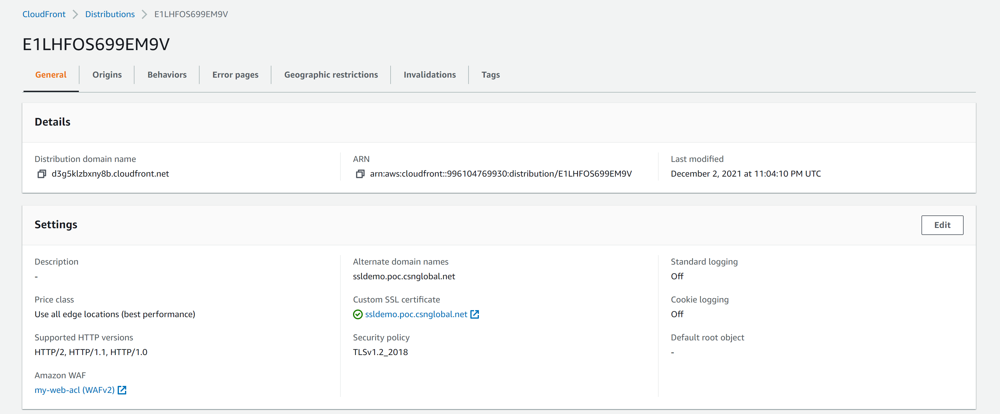 CloudFront > Distributions > E1LHFOS699EM9V
E1LHFOS699EM9V
General
Origins
Behaviors
Error pages
Geographic restrictions
Invalidations
Tags
Details
Distribution domain name
d3g5klzbxny8b.cloudfront.net
ARN
arn:aws:cloudfront::996104769930:distribution/E1LHFOS699EM9V
Last modified
December 2, 2021 at 11:04:10 PM UTC
Settings
Edit
Description
-
Price class
Use all edge locations (best performance)
Supported HTTP versions
HTTP/2, HTTP/1.1, HTTP/1.0
Amazon WAF
my-web-acl (WAFv2)
Alternate domain names
ssldemo.poc.csnglobal.net
Custom SSL certificate
ssldemo.poc.csnglobal.net
Security policy
TLSv1.2_2018
Standard logging
Off
Cookie logging
Off
Default root object
-